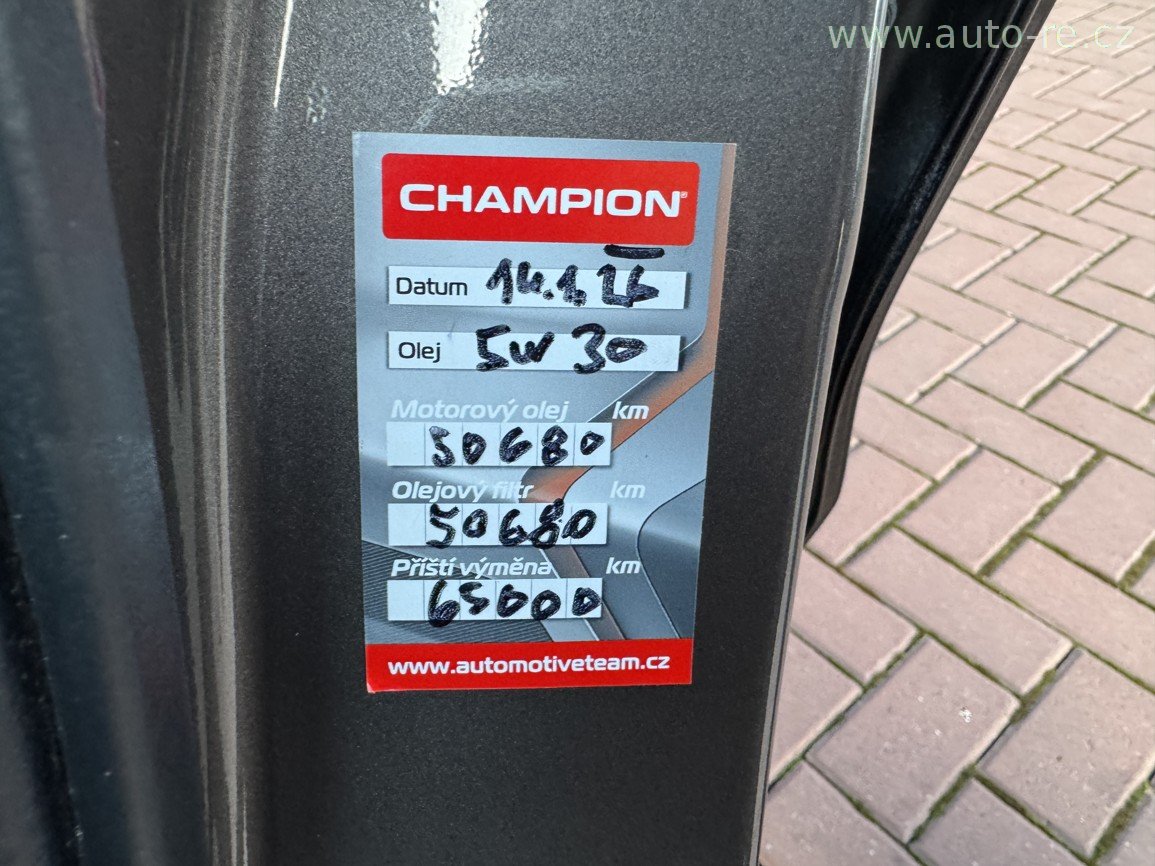 www.auto-re.cz
CHAMPION®
Datum 14.1.26
Olej 5W30
Motorový olej km
50680
Olejový filtr km
50680
Příští výměna km
65000
www.automotiveteam.cz